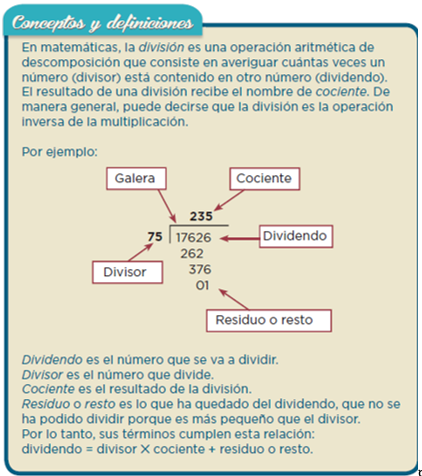 Conceptos y definiciones
En matemáticas, la división es una operación aritmética de
descomposición que consiste en averiguar cuántas veces un
número (divisor) está contenido en otro número (dividendo).
El resultado de una división recibe el nombre de cociente. De
manera general, puede decirse que la división es la operación
inversa de la multiplicación.
Por ejemplo:
Galera
Cociente
235
75 17626
Dividendo
262
Divisor
376
01
Residuo o resto
Dividendo es el número que se va a dividir.
Divisor es el número que divide.
Cociente es el resultado de la división.
Residuo o resto es lo que ha quedado del dividendo, que no se
ha podido dividir porque es más pequeño que el divisor.
Por lo tanto, sus términos cumplen esta relación:
dividendo = divisor X cociente + residuo o resto.